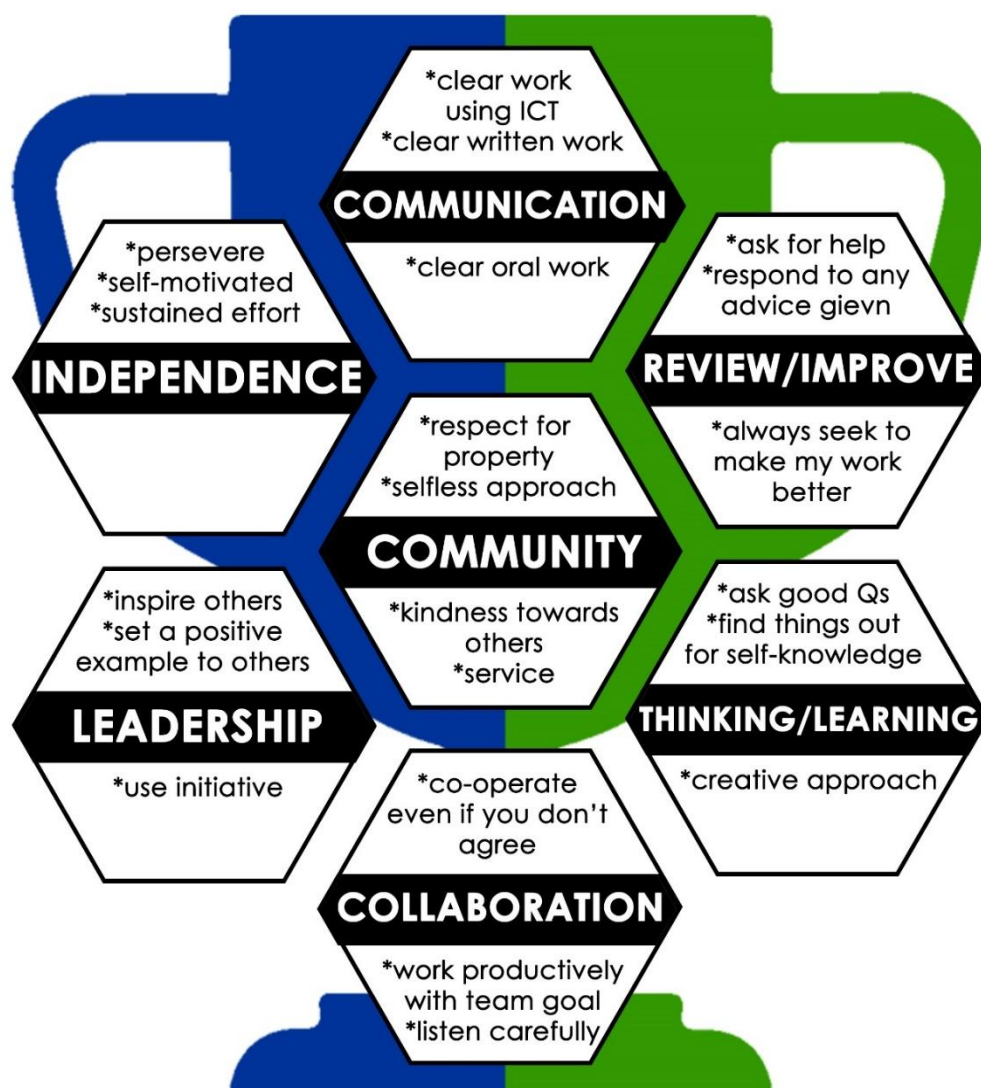 *clear work
using ICT
*clear written work
COMMUNICATION
*clear oral work
*persevere
*self-motivated
*sustained effort
INDEPENDENCE
*ask for help
*respond to any
advice gievn
REVIEW/IMPROVE
*always seek to
make my work
better
*respect for
property
*selfless approach
COMMUNITY
*kindness towards
others
*service
*inspire others
*set a positive
example to others
LEADERSHIP
*use initiative
*ask good Qs
*find things out
for self-knowledge
THINKING/LEARNING
*creative approach
*co-operate
even if you don't
agree
COLLABORATION
*work productively
with team goal
*listen carefully